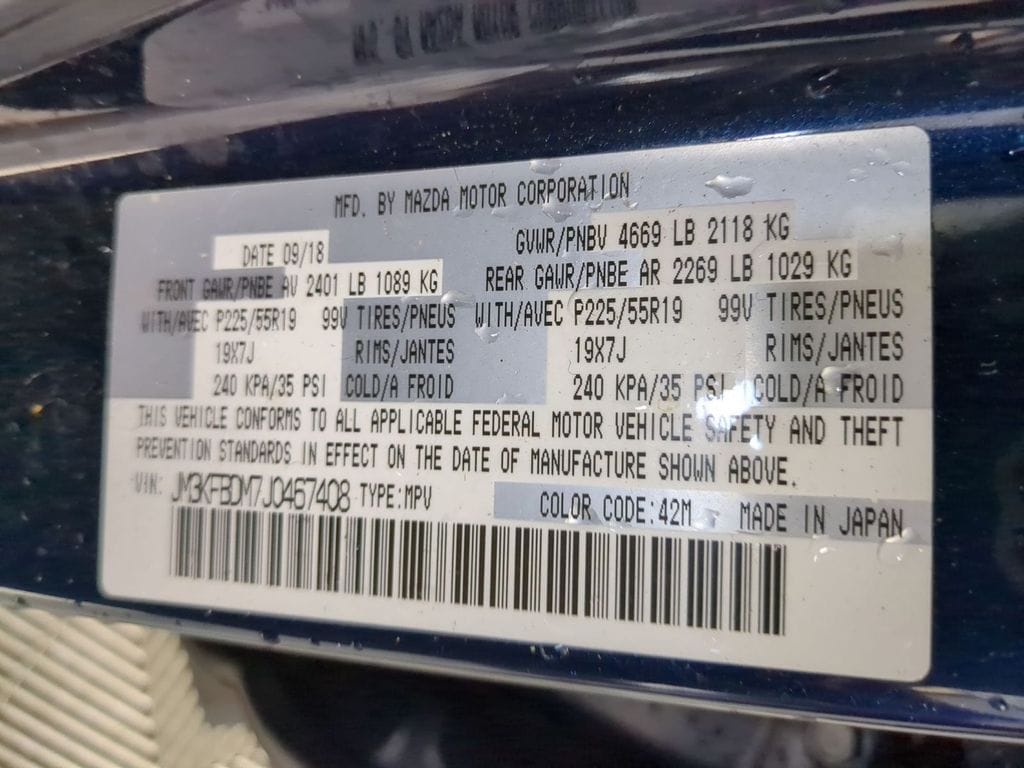 MFD. BY MAZDA MOTOR CORPORATION
DATE 09/18 GVWR/PNBV 4669 LB 2118 KG
FRONT GAWR/PNBE AV 2401 LB 1089 KG REAR GAWR/PNBE AR 2269 LB 1029 KG
WITH/AVEC P225/55R19 99V TIRES/PNEUS WITH/AVEC P225/55R19 99V TIRES/PNEUS
19X7J RIMS/JANTES 19X7J RIMS/JANTES
240 KPA/35 PSI COLD/A FROID 240 KPA/35 PSI COLD/A FROID
THIS VEHICLE CONFORMS TO ALL APPLICABLE FEDERAL MOTOR VEHICLE SAFETY AND THEFT
PREVENTION STANDARDS IN EFFECT ON THE DATE OF MANUFACTURE SHOWN ABOVE.
VIN: JM3KFBDM7J0467408 TYPE:MPV COLOR CODE:42M MADE IN JAPAN